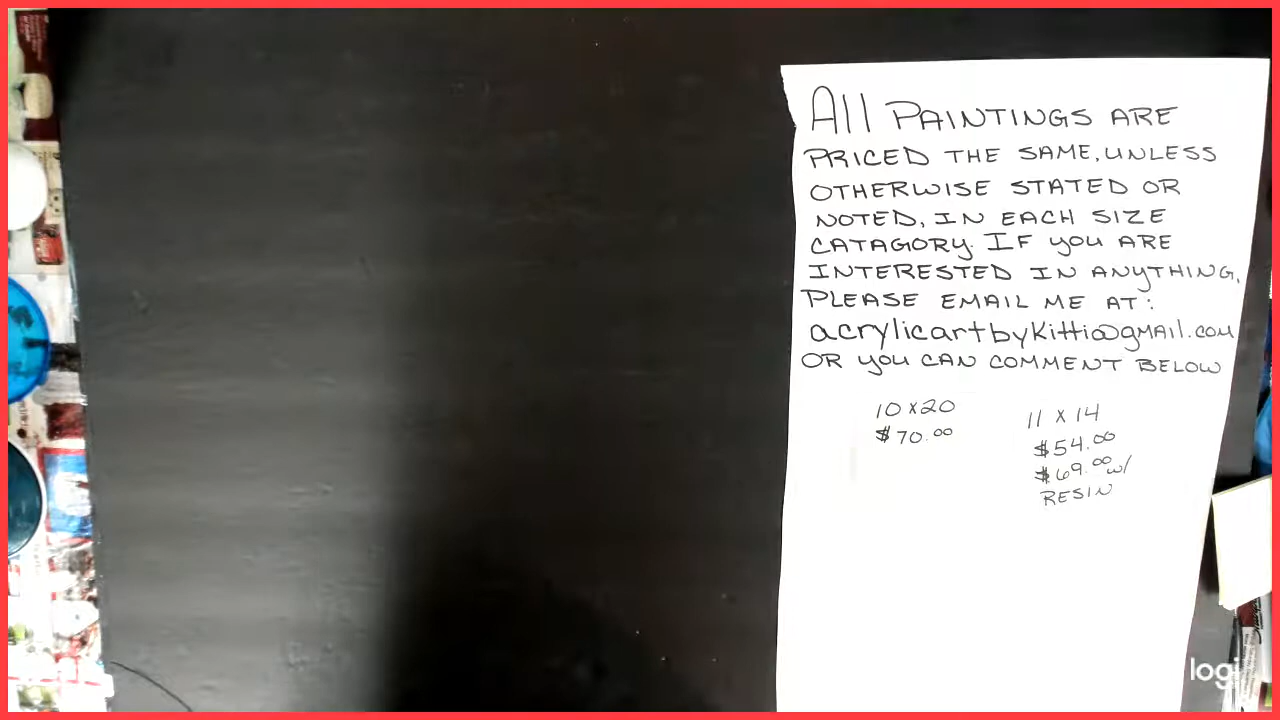 All PAINTINGS ARE
PRICED THE SAME, UNLESS
OTHERWISE STATED OR
NOTED, IN EACH SIZE
CATAGORY. IF YOU ARE
INTERESTED IN ANYTHING,
PLEASE EMAIL ME AT:
acrylicartbykitti@gmail.com
OR YOU CAN COMMENT BELOW
10 x 20
$70.00
11 x 14
$54.00
$69.00 w/
RESIN
logi